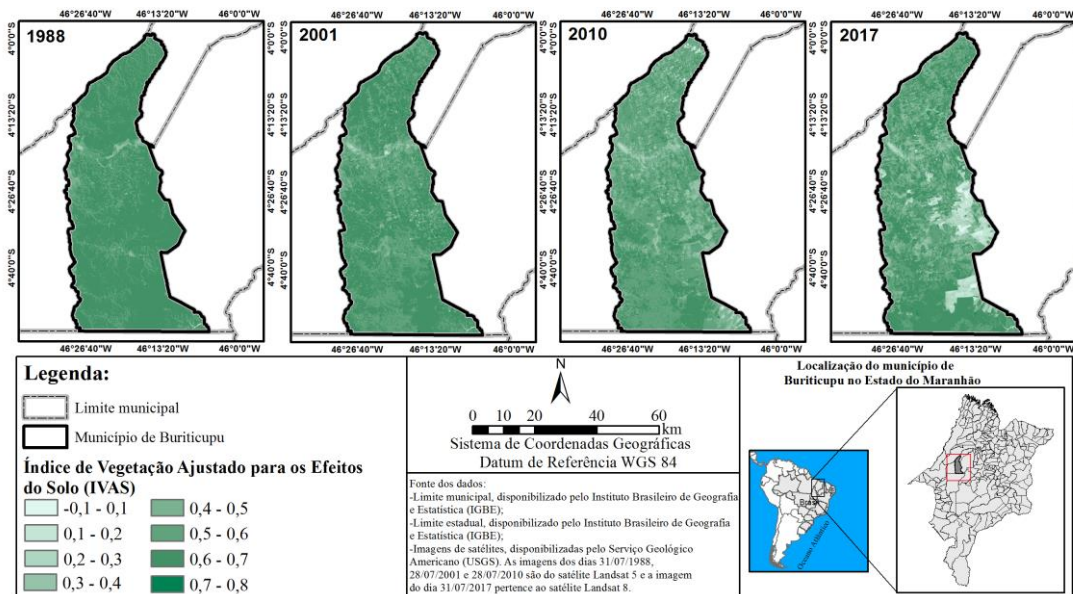 46°26'40"W 46°13'20"W 46°0'0"W
46°26'40"W 46°13'20"W 46°0'0"W
46°26'40"W 46°13'20"W 46°0'0"W
46°26'40"W 46°13'20"W 46°0'0"W
1988
2001
2010
2017
4°0'0"S
4°13'20"S
4°26'40"S
4°40'0"S
4°0'0"S
4°13'20"S
4°26'40"S
4°40'0"S
4°0'0"S
4°13'20"S
4°26'40"S
4°40'0"S
4°0'0"S
4°13'20"S
4°26'40"S
4°40'0"S
46°26'40"W 46°13'20"W 46°0'0"W
46°26'40"W 46°13'20"W 46°0'0"W
46°26'40"W 46°13'20"W 46°0'0"W
46°26'40"W 46°13'20"W 46°0'0"W
Legenda:
Limite municipal
Município de Buriticupu
Índice de Vegetação Ajustado para os Efeitos
do Solo (IVAS)
-0,1 - 0,1
0,1 - 0,2
0,2 - 0,3
0,3 - 0,4
0,4 - 0,5
0,5 - 0,6
0,6 - 0,7
0,7 - 0,8
N
0 5 10 20 40 60
km
Sistema de Coordenadas Geográficas
Datum de Referência WGS 84
Fonte dos dados:
-Limite municipal, disponibilizado pelo Instituto Brasileiro de Geografia
e Estatística (IGBE);
-Limite estadual, disponibilizado pelo Instituto Brasileiro de Geografia
e Estatística (IGBE);
-Imagens de satélites, disponibilizadas pelo Serviço Geológico
Americano (USGS). As imagens dos dias 31/07/1988,
28/07/2001 e 28/07/2010 são do satélite Landsat 5 e a imagem
do dia 31/07/2017 pertence ao satélite Landsat 8.
Localização do município de
Buriticupu no Estado do Maranhão
Brasil
Oceano Atlântico